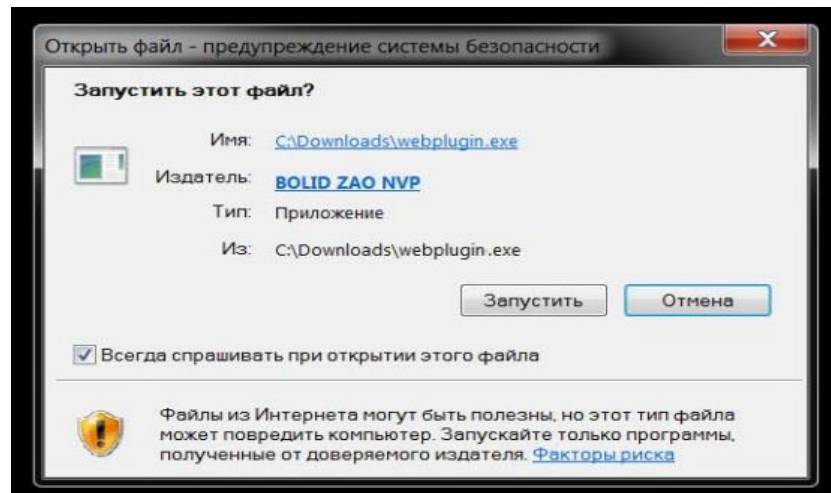 Открыть файл - предупреждение системы безопасности
Запустить этот файл?
Имя: C:\Downloads\webplugin.exe
Издатель: BOLID ZAO NVP
Тип: Приложение
Из: C:\Downloads\webplugin.exe
Запустить Отмена
Всегда спрашивать при открытии этого файла
Файлы из Интернета могут быть полезны, но этот тип файла
может повредить компьютер. Запускайте только программы,
полученные от доверяемого издателя. Факторы риска